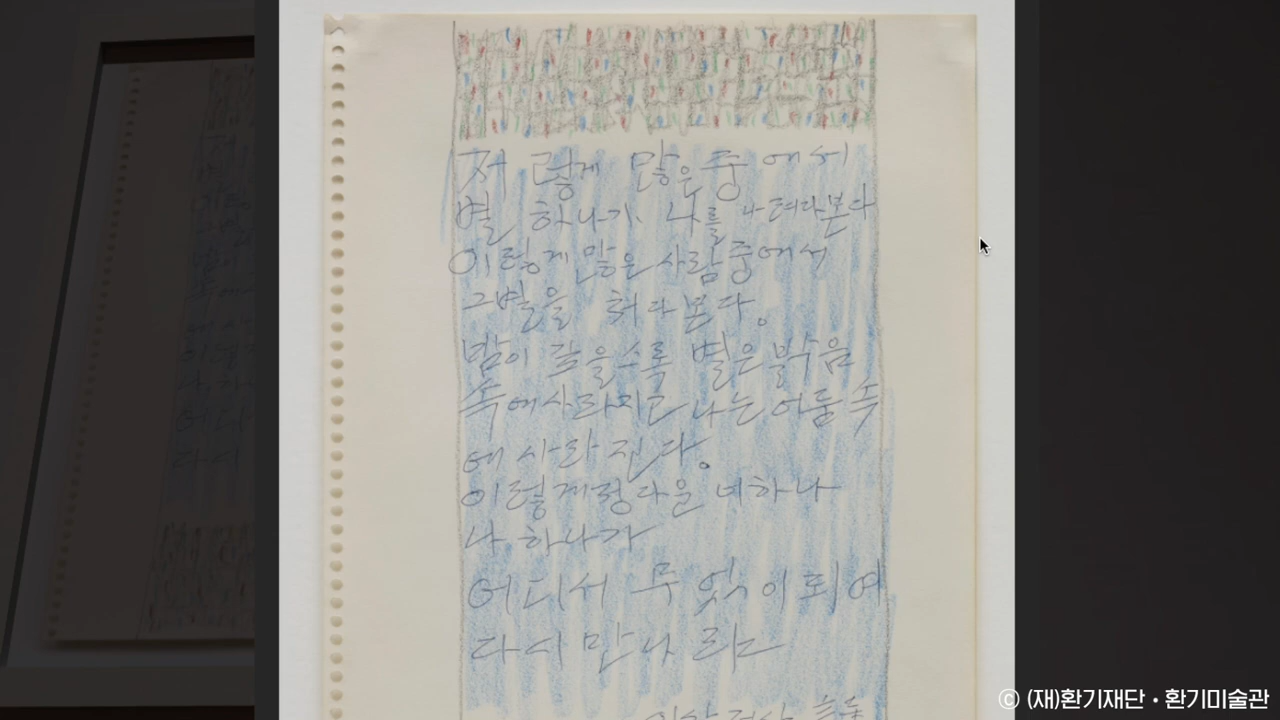 저렇게 많은 중에서
별 하나가 나를 나려다 본다
이렇게 많은 사람 중에서
그 별을 쳐다 본다。
밤이 깊을수록 별은 밝음
속에 사라지고 나는 어둠 속
에 사라진다。
이렇게 정다운 너 하나
나 하나가
어디서 무엇이 되여
다시 만나랴
ⓒ (재)환기재단・환기미술관